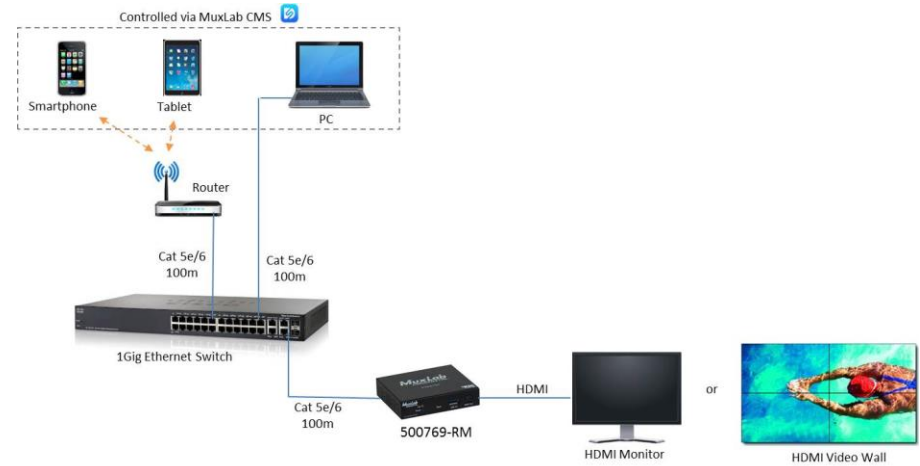 Controlled via MuxLab CMS
Smartphone
Tablet
PC
Router
Cat 5e/6
100m
Cat 5e/6
100m
1Gig Ethernet Switch
Cat 5e/6
100m
MuxLab
500769-RM
HDMI
HDMI Monitor
or
HDMI Video Wall